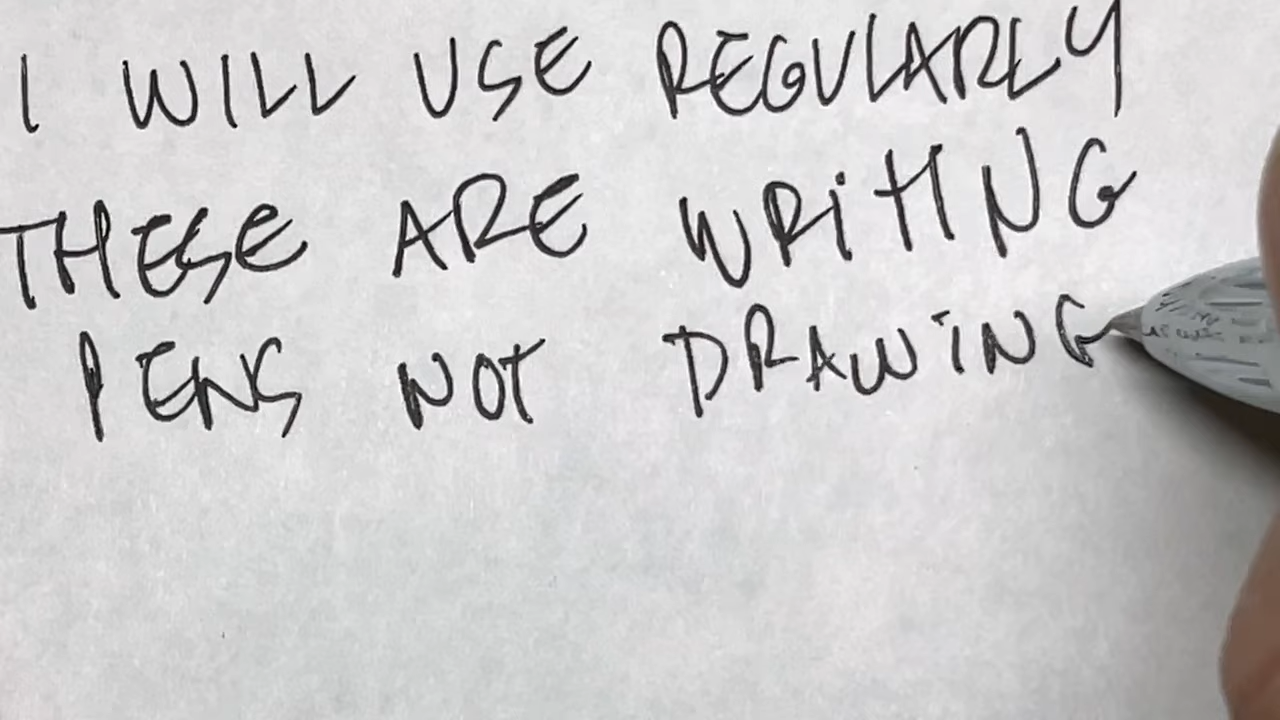 I WILL USE REGULARLY
THESE ARE WRiTING
PENS NOT DRAWING